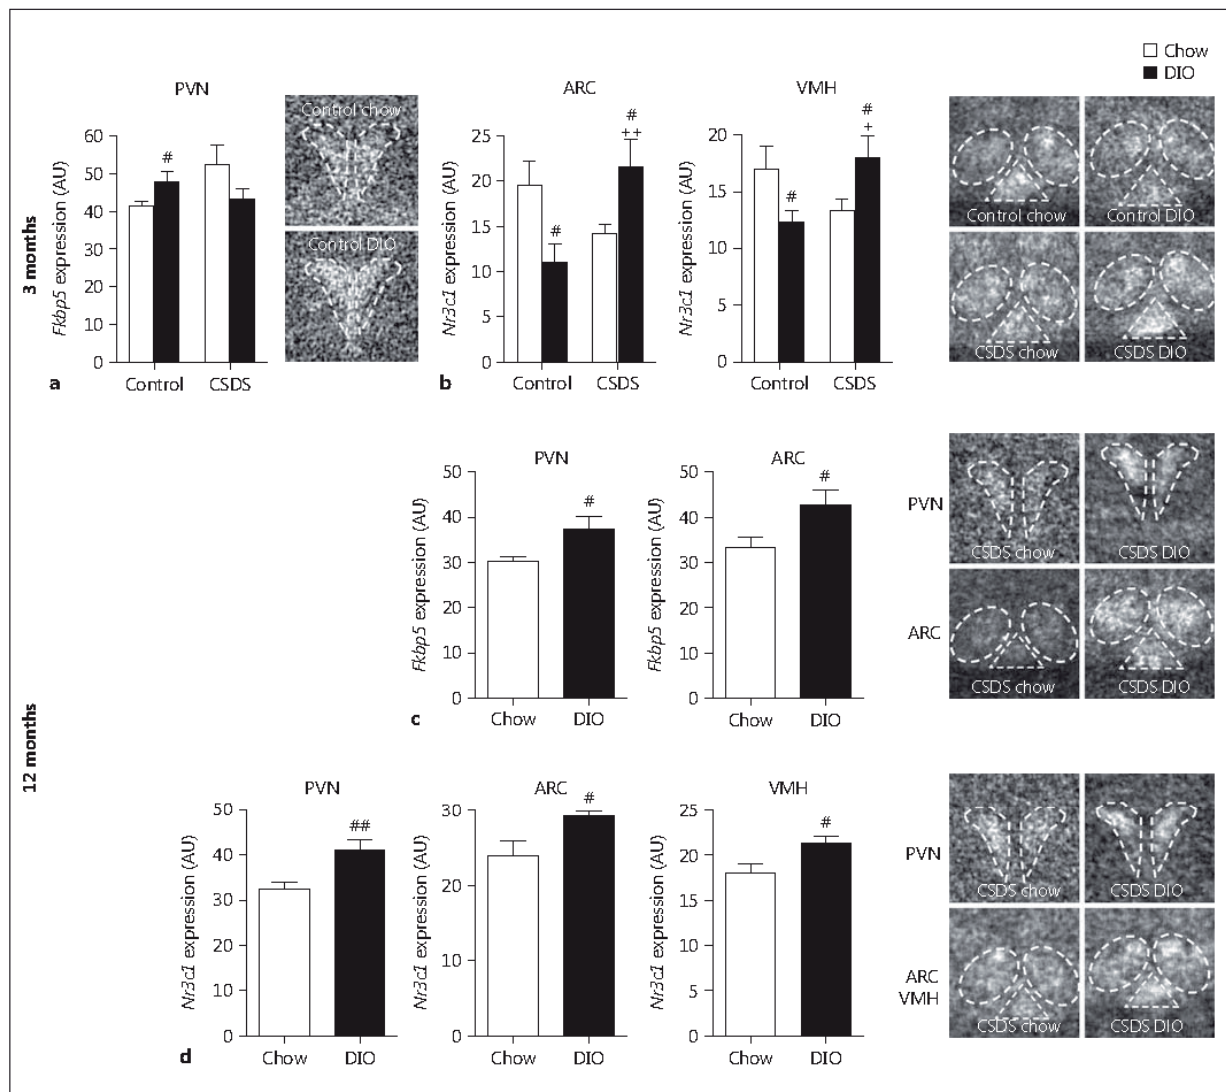 Chow
DIO
3 months
PVN
Fkbp5 expression (AU)
60
50
40
30
20
10
0
#
Control
CSDS
a
Control chow
Control DIO
ARC
Nr3c1 expression (AU)
25
20
15
10
5
0
#
#
++
Control
CSDS
b
VMH
Nr3c1 expression (AU)
20
15
10
5
0
#
#
+
Control
CSDS
Control chow
Control DIO
CSDS chow
CSDS DIO
12 months
PVN
Fkbp5 expression (AU)
50
40
30
20
10
0
#
Chow
DIO
c
ARC
Fkbp5 expression (AU)
50
40
30
20
10
0
#
Chow
DIO
PVN
CSDS chow
CSDS DIO
ARC
CSDS chow
CSDS DIO
PVN
Nr3c1 expression (AU)
50
40
30
20
10
0
##
Chow
DIO
d
ARC
Nr3c1 expression (AU)
30
20
10
0
#
Chow
DIO
VMH
Nr3c1 expression (AU)
25
20
15
10
5
0
#
Chow
DIO
PVN
CSDS chow
CSDS DIO
ARC
VMH
CSDS chow
CSDS DIO